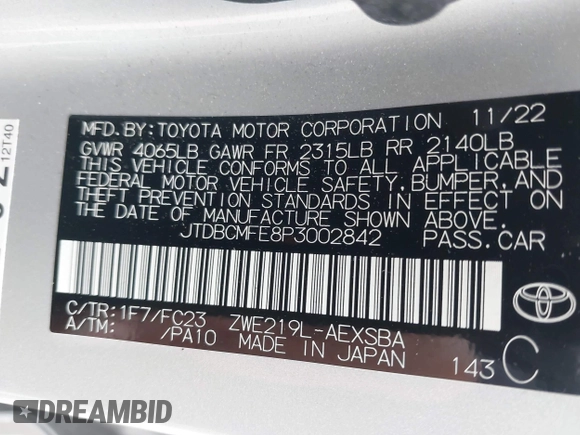 MFD.BY:TOYOTA MOTOR CORPORATION 11/22
GVWR 4065LB GAWR FR 2315LB RR 2140LB
THIS VEHICLE CONFORMS TO ALL APPLICABLE
FEDERAL MOTOR VEHICLE SAFETY,BUMPER,AND
THEFT PREVENTION STANDARDS IN EFFECT ON
THE DATE OF MANUFACTURE SHOWN ABOVE.
JTDBCMFE8P3002842 PASS.CAR
C/TR:1F7/FC23 ZWE219L-AEXSBA
A/TM: /PA10 MADE IN JAPAN 143 C
TOYOTA
12T40
DREAMBID